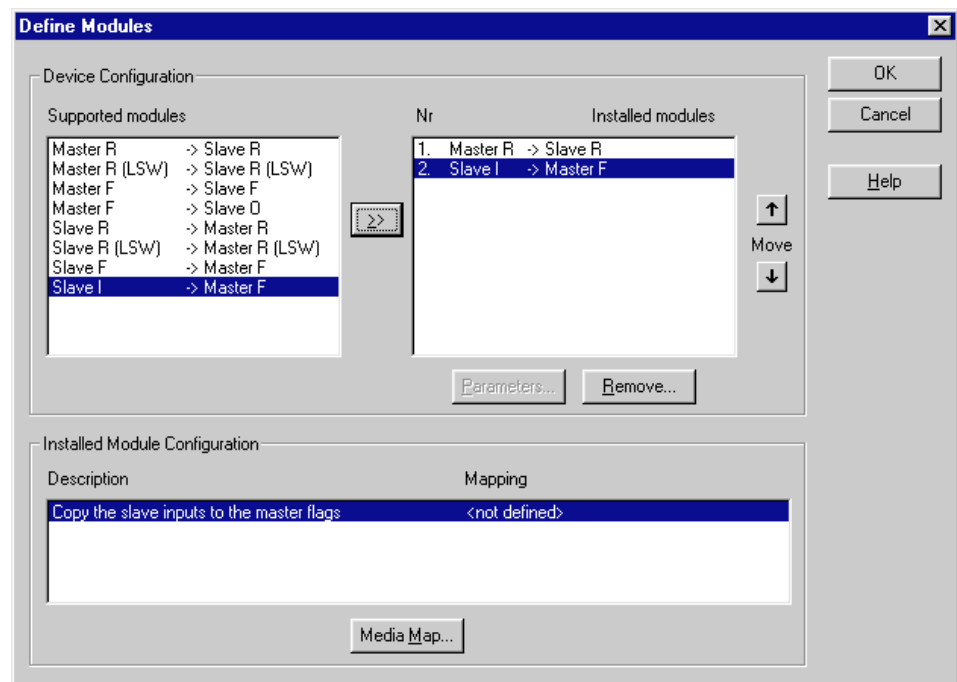 Define Modules
Device Configuration
OK
Supported modules
Nr
Installed modules
Cancel
Master R -> Slave R
Master R (LSW) -> Slave R (LSW)
Master F -> Slave F
Master F -> Slave O
Slave R -> Master R
Slave R (LSW) -> Master R (LSW)
Slave F -> Master F
Slave I -> Master F
>>
1. Master R -> Slave R
2. Slave I -> Master F
Help
Move
Parameters...
Remove...
Installed Module Configuration
Description
Mapping
Copy the slave inputs to the master flags
<not defined>
Media Map...